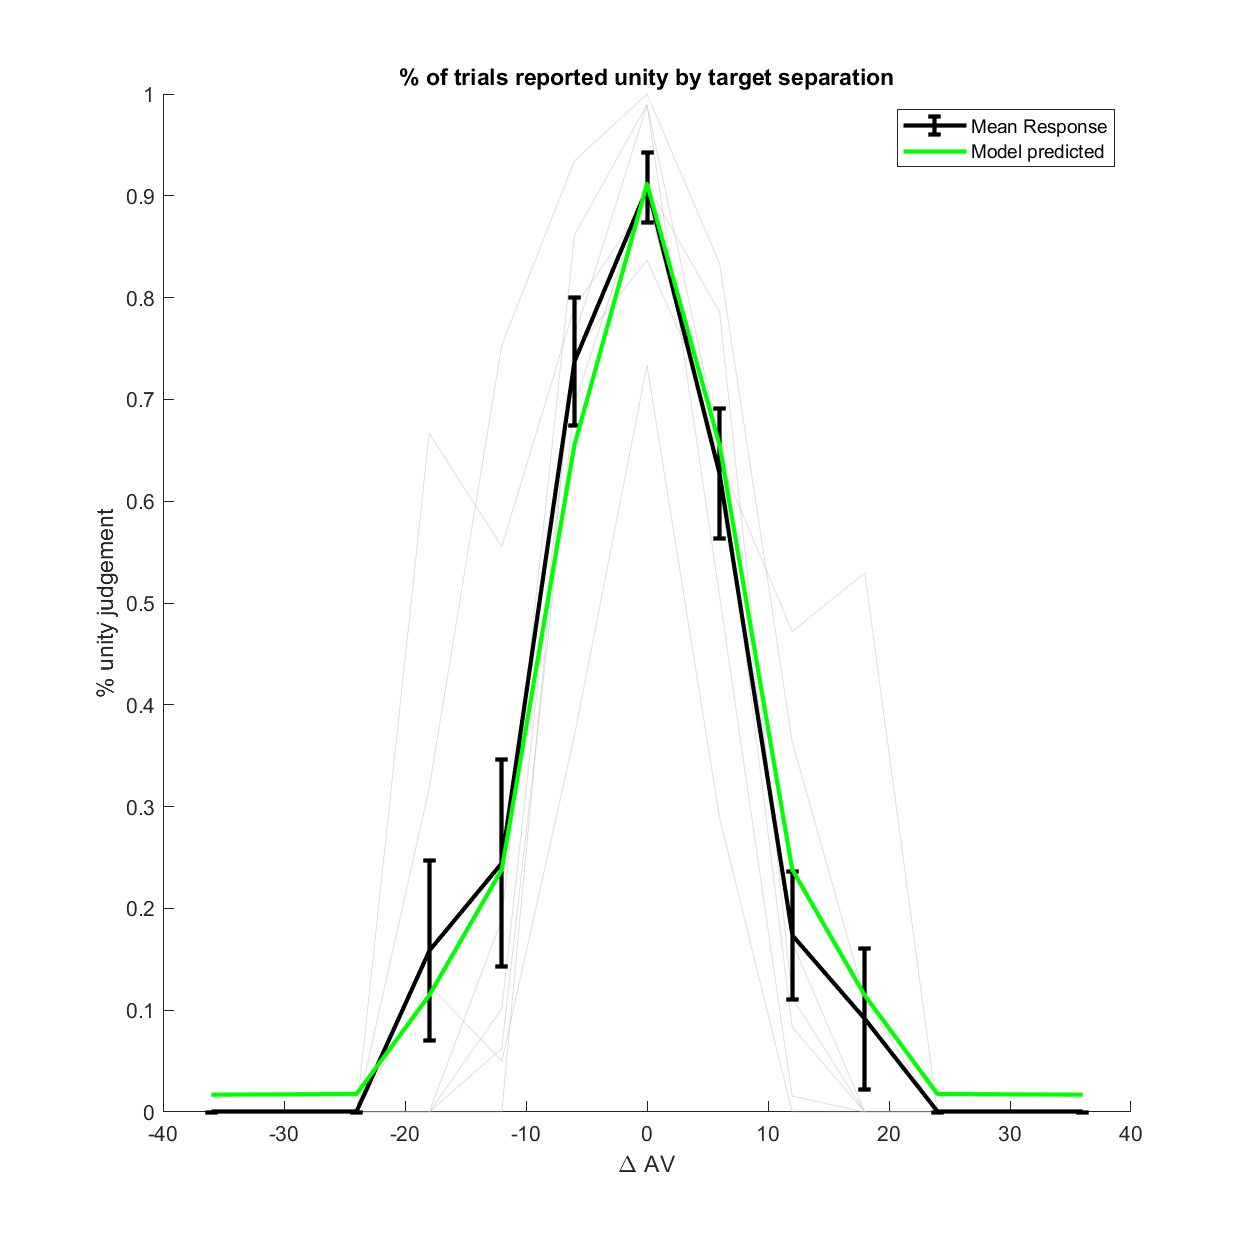 % of trials reported unity by target separation
Mean Response
Model predicted
1
0.9
0.8
0.7
0.6
0.5
0.4
0.3
0.2
0.1
0
% unity judgement
-40 -30 -20 -10 0 10 20 30 40
Δ AV